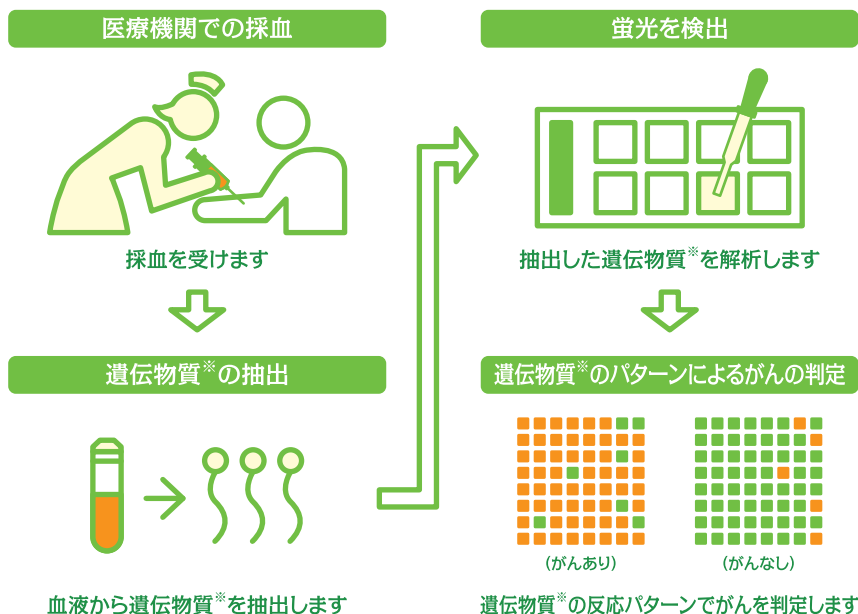 医療機関での採血
採血を受けます
遺伝物質※の抽出
血液から遺伝物質※を抽出します
蛍光を検出
抽出した遺伝物質※を解析します
遺伝物質※のパターンによるがんの判定
(がんあり)
(がんなし)
遺伝物質※の反応パターンでがんを判定します